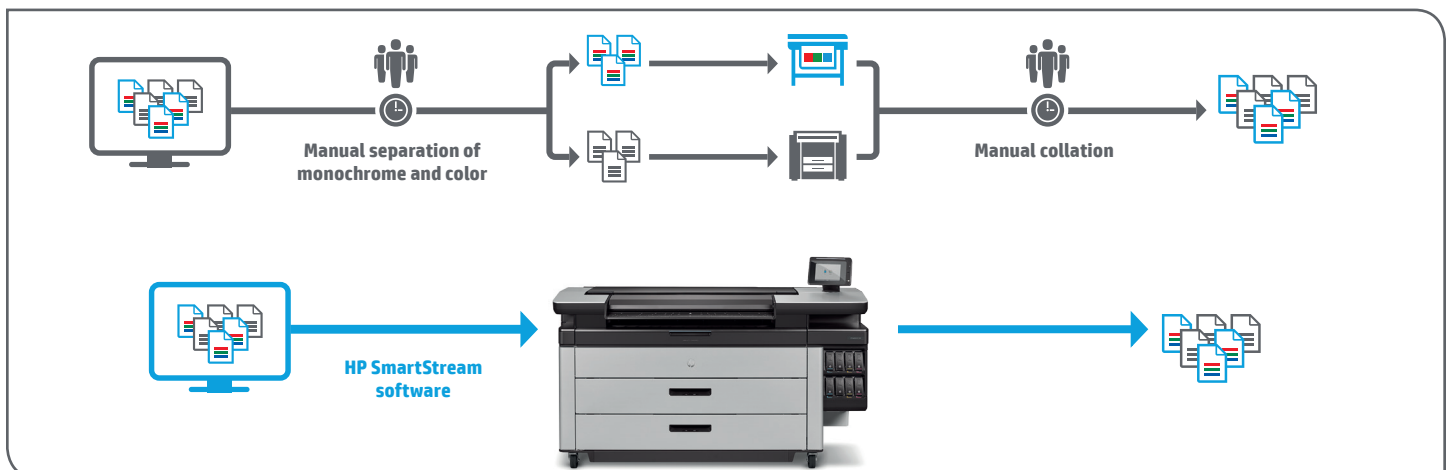 Manual separation of
monochrome and color
Manual collation
HP SmartStream
software